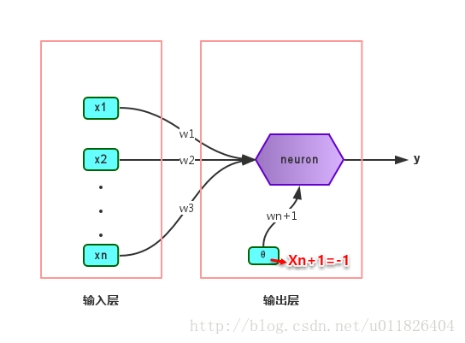 x1
w1
x2
w2
neuron
y
w3
wn+1
xn
θ
Xn+1=-1
输入层
输出层
http://blog.csdn.net/u011826404